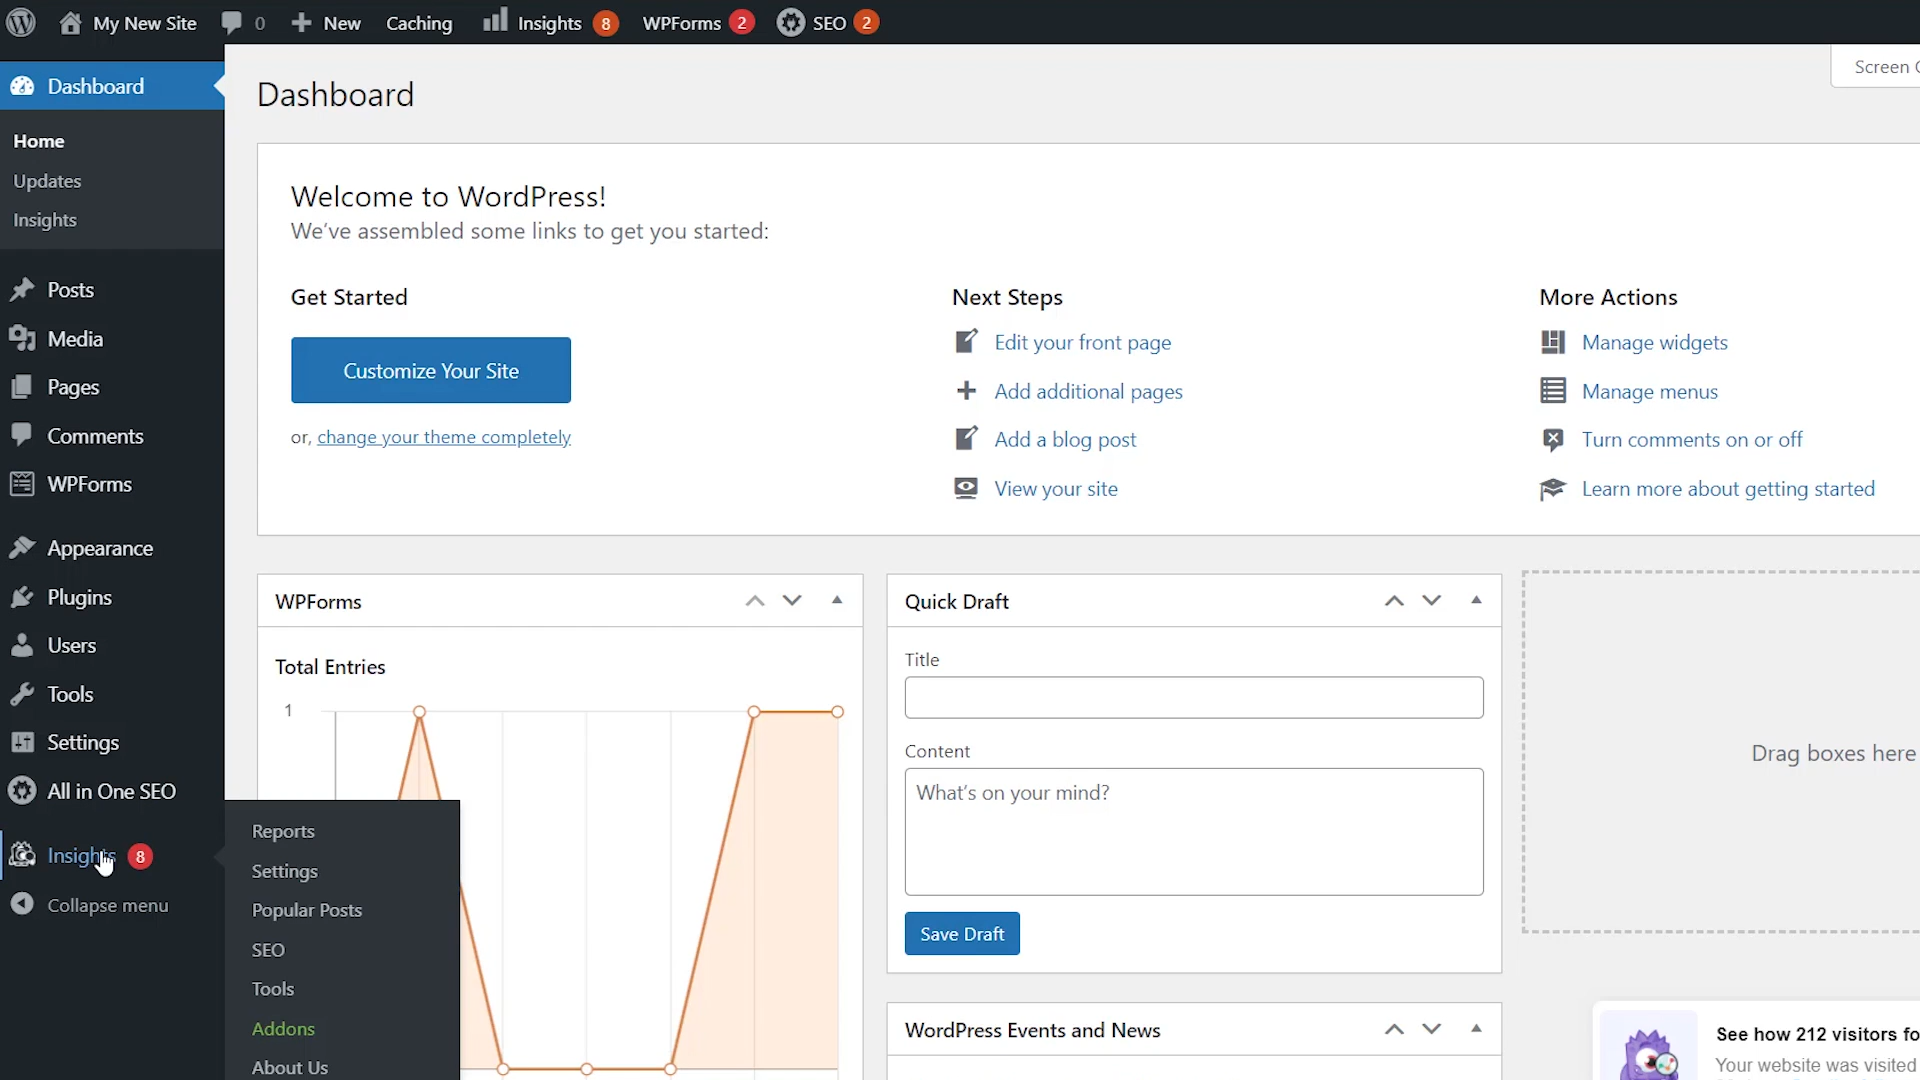 My New Site 0 New Caching Insights 8 WPForms 2 SEO 2
Dashboard
Home
Updates
Insights
Posts
Media
Pages
Comments
WPForms
Appearance
Plugins
Users
Tools
Settings
All in One SEO
Insights 8
Collapse menu
Reports
Settings
Popular Posts
SEO
Tools
Addons
About Us
Screen
Dashboard
Welcome to WordPress!
We've assembled some links to get you started:
Get Started
Customize Your Site
or, change your theme completely
Next Steps
Edit your front page
Add additional pages
Add a blog post
View your site
More Actions
Manage widgets
Manage menus
Turn comments on or off
Learn more about getting started
WPForms
Total Entries
1
Quick Draft
Title
Content
What's on your mind?
Save Draft
WordPress Events and News
Drag boxes here
See how 212 visitors fo
Your website was visited